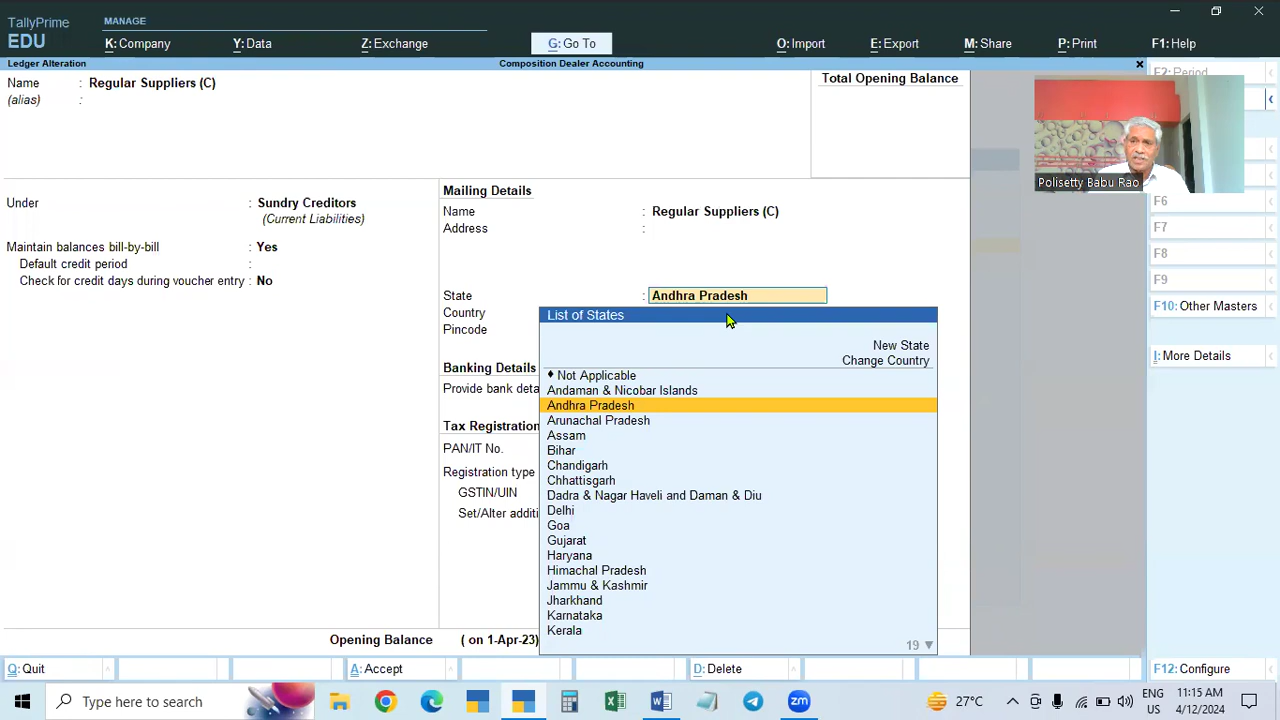 TallyPrime
EDU
MANAGE
K:Company
Y:Data
Z:Exchange
G:Go To
O:Import
E:Export
M:Share
P:Print
F1:Help
Ledger Alteration
Composition Dealer Accounting
Name : Regular Suppliers (C)
(alias) :
Total Opening Balance
Under : Sundry Creditors
(Current Liabilities)
Maintain balances bill-by-bill : Yes
Default credit period :
Check for credit days during voucher entry : No
Mailing Details
Name : Regular Suppliers (C)
Address :
State : Andhra Pradesh
Country
Pincode
Banking Details
Provide bank det
Tax Registration
PAN/IT No.
Registration type
GSTIN/UIN
Set/Alter additi
List of States
New State
Change Country
♦ Not Applicable
Andaman & Nicobar Islands
Andhra Pradesh
Arunachal Pradesh
Assam
Bihar
Chandigarh
Chhattisgarh
Dadra & Nagar Haveli and Daman & Diu
Delhi
Goa
Gujarat
Haryana
Himachal Pradesh
Jammu & Kashmir
Jharkhand
Karnataka
Kerala
19 ▼
Opening Balance ( on 1-Apr-23)
F2: Period
Polisetty Babu Rao
F6
F7
F8
F9
F10: Other Masters
I: More Details
F12: Configure
Q: Quit
A: Accept
D: Delete
Type here to search
27°C
ENG
US
11:15 AM
4/12/2024